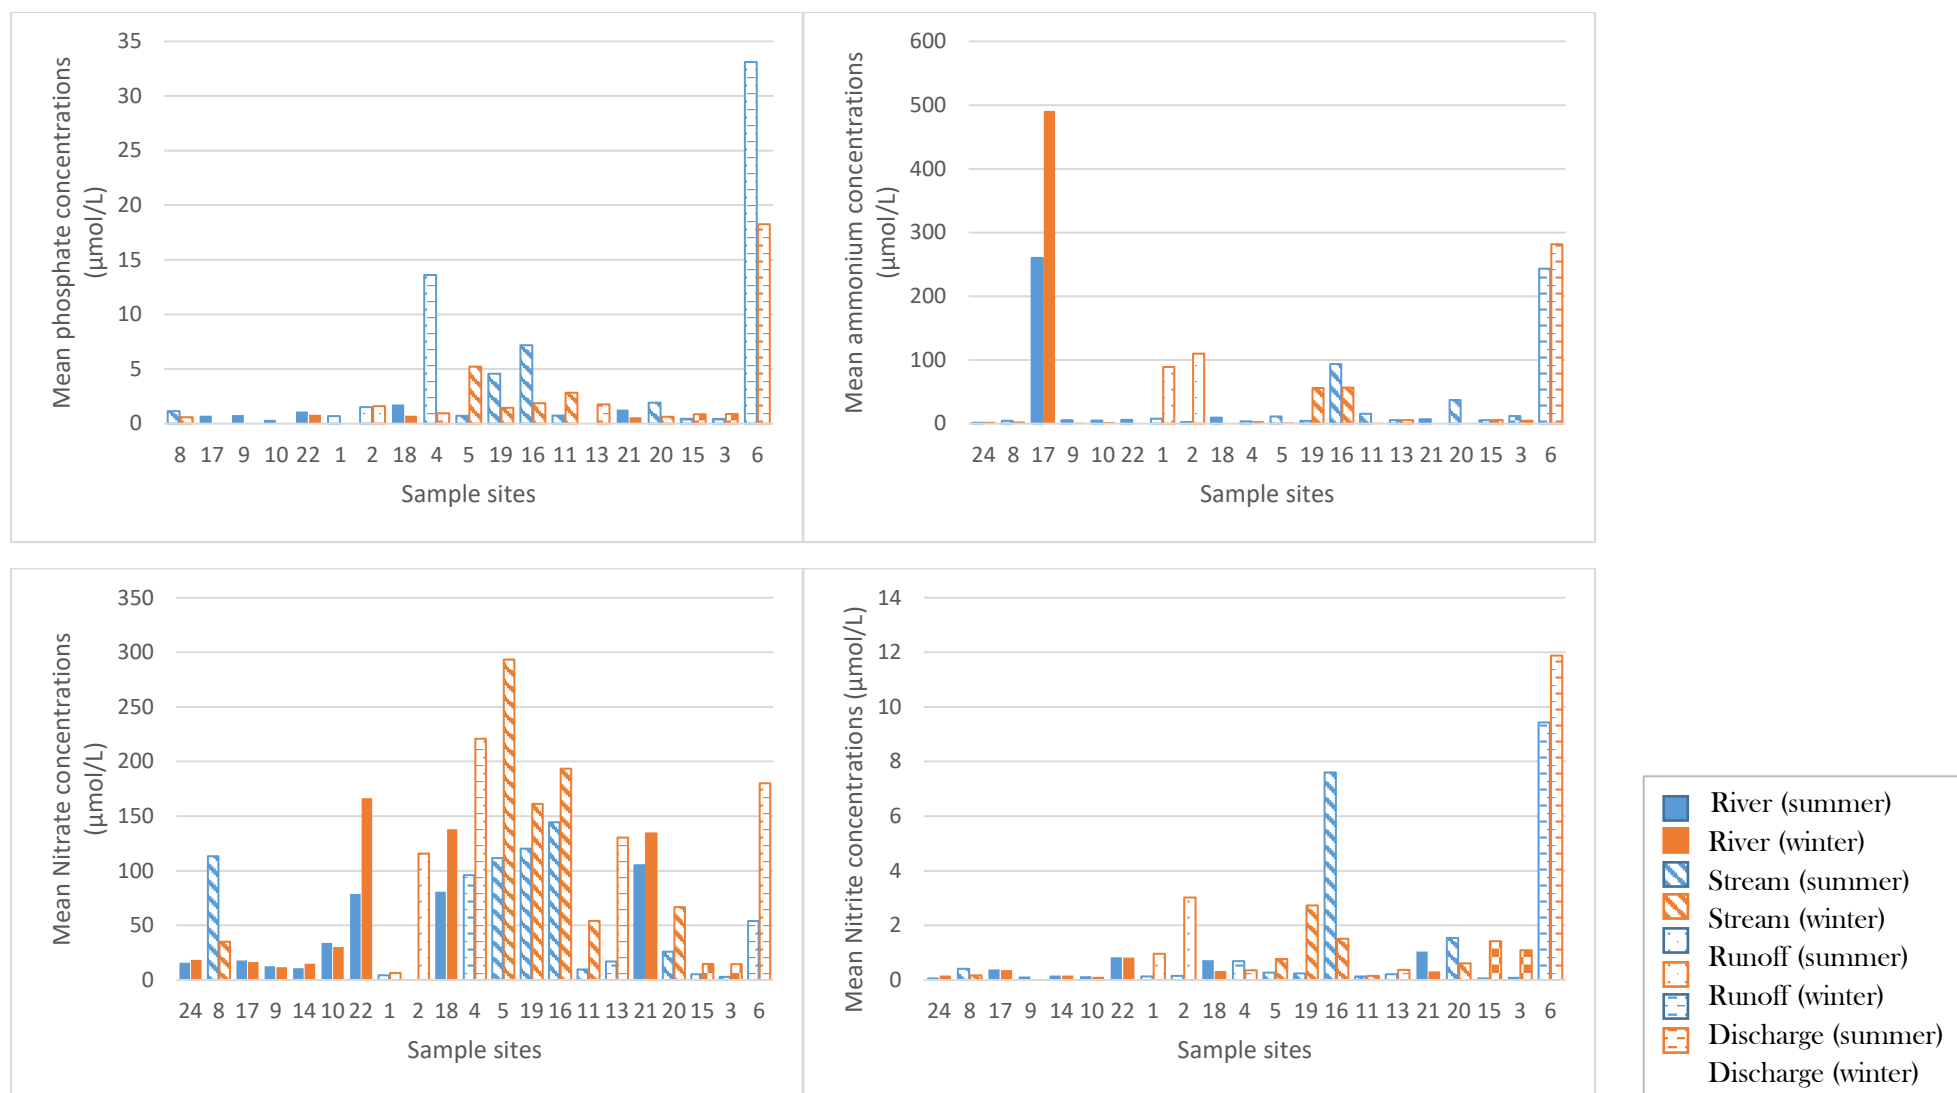 Mean phosphate concentrations
(μmol/L)
35
30
25
20
15
10
5
0
8 17 9 10 22 1 2 18 4 5 19 16 11 13 21 20 15 3 6
Sample sites
Mean ammonium concentrations
(μmol/L)
600
500
400
300
200
100
0
24 8 17 9 10 22 1 2 18 4 5 19 16 11 13 21 20 15 3 6
Sample sites
Mean Nitrate concentrations
(μmol/L)
350
300
250
200
150
100
50
0
24 8 17 9 14 10 22 1 2 18 4 5 19 16 11 13 21 20 15 3 6
Sample sites
Mean Nitrite concentrations (μmol/L)
14
12
10
8
6
4
2
0
24 8 17 9 14 10 22 1 2 18 4 5 19 16 11 13 21 20 15 3 6
Sample sites
River (summer)
River (winter)
Stream (summer)
Stream (winter)
Runoff (summer)
Runoff (winter)
Discharge (summer)
Discharge (winter)